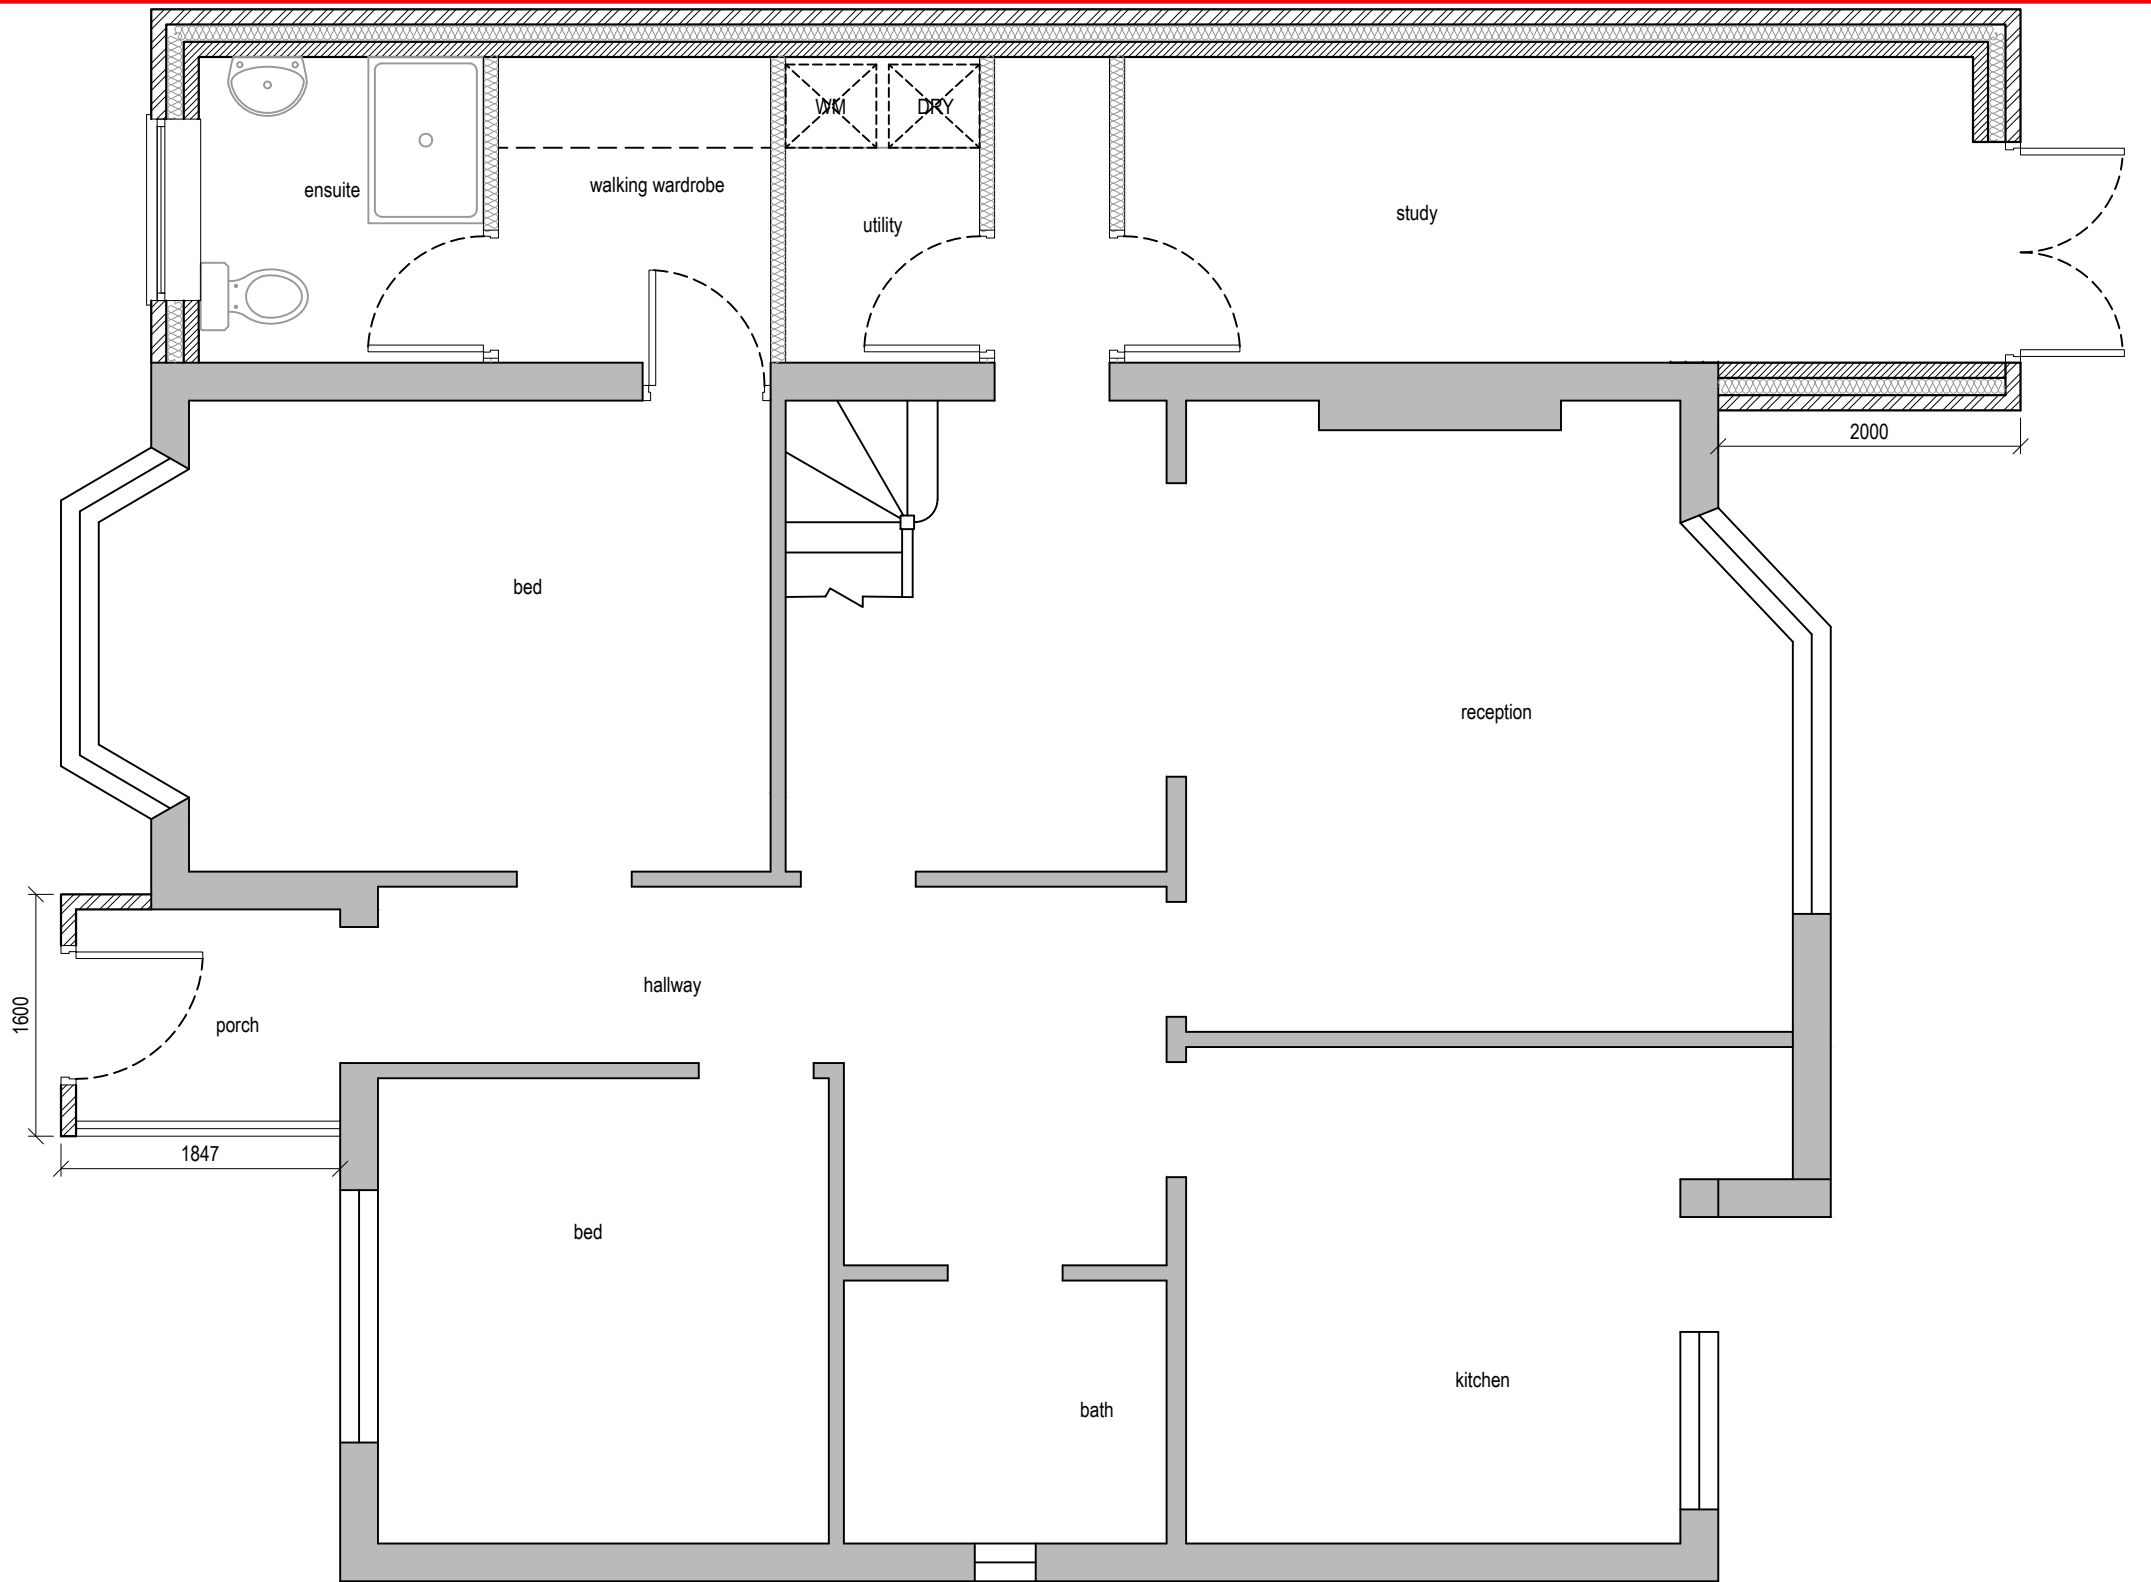 WM
DRY
ensuite
walking wardrobe
utility
study
2000
bed
reception
hallway
1600
porch
1847
bed
kitchen
bath